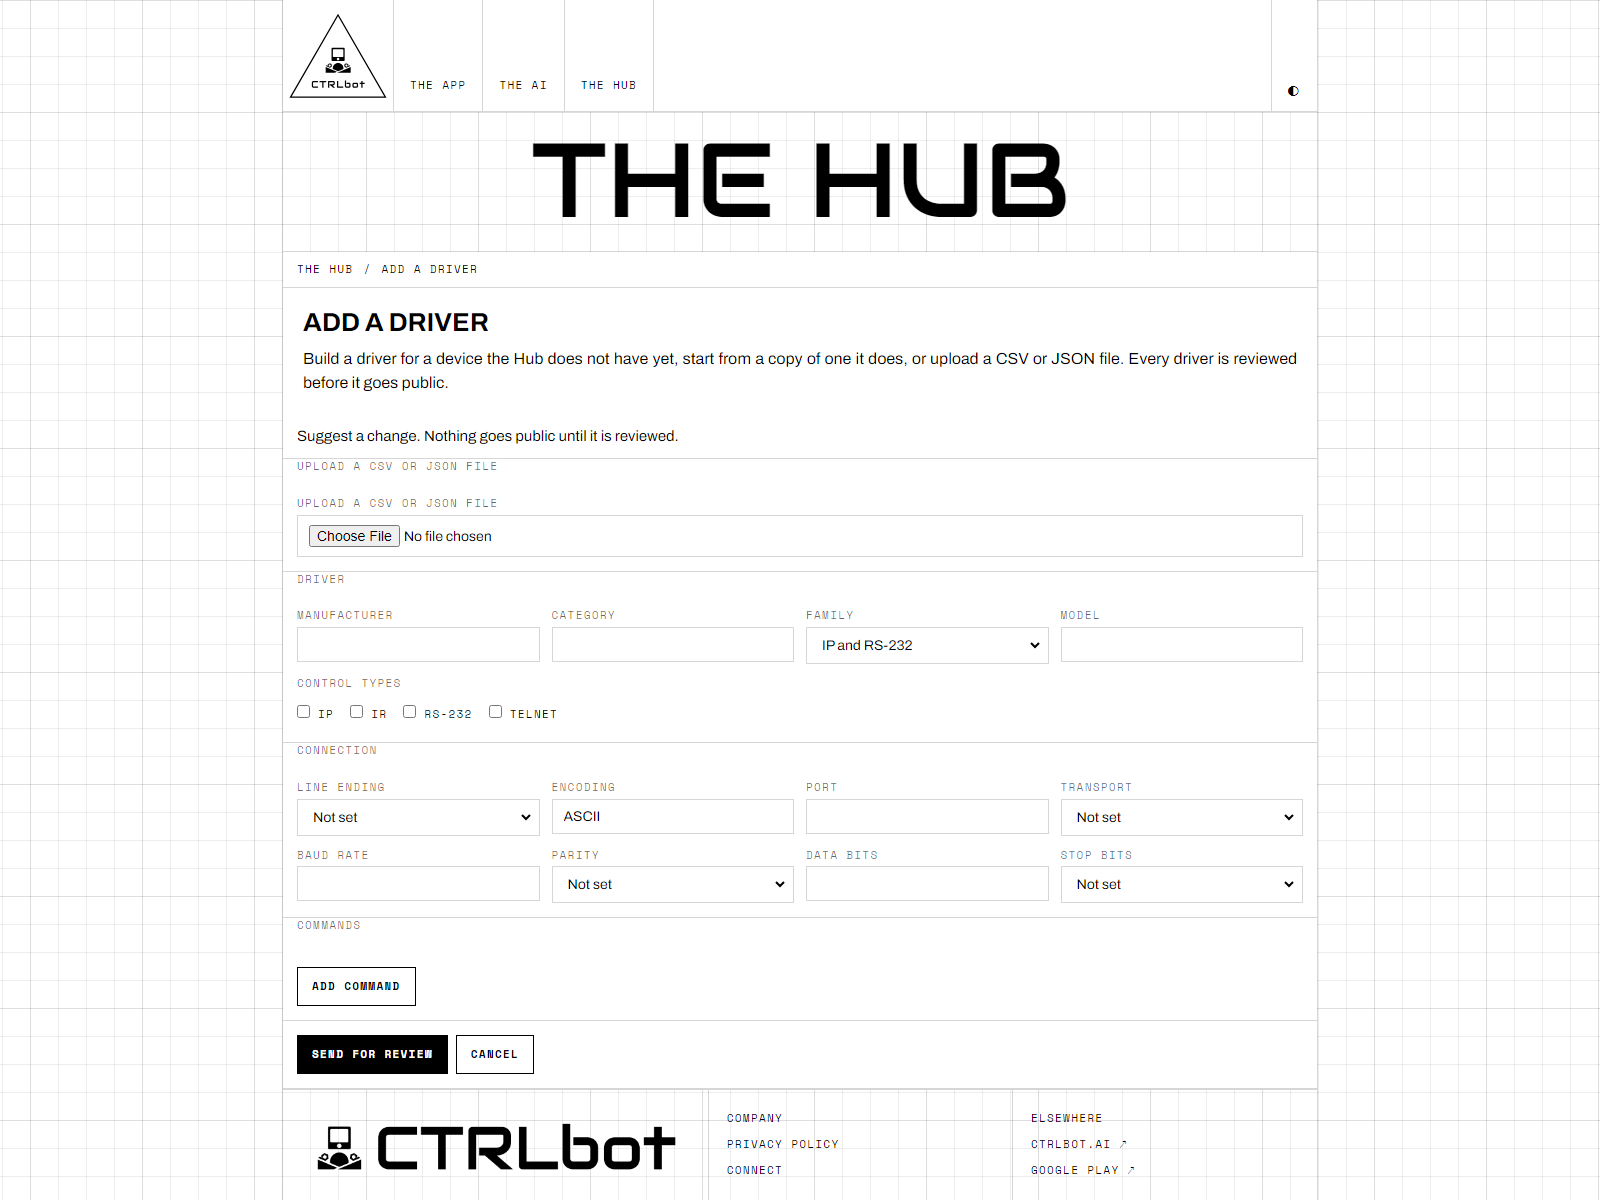 CTRLbot
THE APP
THE AI
THE HUB
THE HUB
THE HUB / ADD A DRIVER
ADD A DRIVER
Build a driver for a device the Hub does not have yet, start from a copy of one it does, or upload a CSV or JSON file. Every driver is reviewed
before it goes public.
Suggest a change. Nothing goes public until it is reviewed.
UPLOAD A CSV OR JSON FILE
UPLOAD A CSV OR JSON FILE
Choose File No file chosen
DRIVER
MANUFACTURER CATEGORY FAMILY MODEL
IP and RS-232
CONTROL TYPES
IP IR RS-232 TELNET
CONNECTION
LINE ENDING ENCODING PORT TRANSPORT
Not set ASCII Not set
BAUD RATE PARITY DATA BITS STOP BITS
Not set Not set
COMMANDS
ADD COMMAND
SEND FOR REVIEW CANCEL
CTRLbot
COMPANY
PRIVACY POLICY
CONNECT
ELSEWHERE
CTRLBOT.AI ↗
GOOGLE PLAY ↗